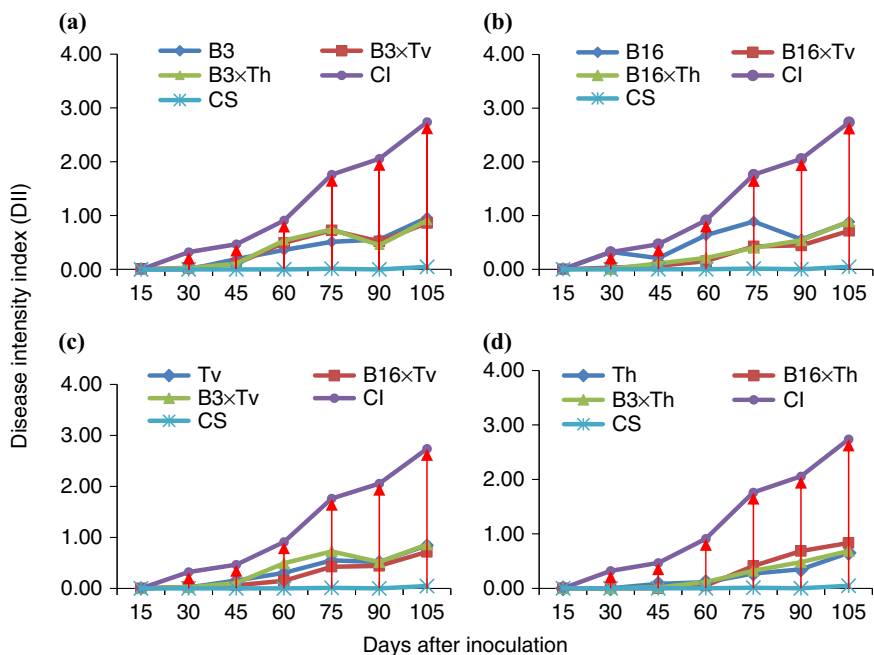 (a)
4.00
3.00
2.00
1.00
0.00
B3
B3×Tv
B3×Th
CI
CS
15 30 45 60 75 90 105
(b)
4.00
3.00
2.00
1.00
0.00
B16
B16×Tv
B16×Th
CI
CS
15 30 45 60 75 90 105
(c)
4.00
3.00
2.00
1.00
0.00
Tv
B16×Tv
B3×Tv
CI
CS
15 30 45 60 75 90 105
(d)
4.00
3.00
2.00
1.00
0.00
Th
B16×Th
B3×Th
CI
CS
15 30 45 60 75 90 105
Disease intensity index (DII)
Days after inoculation